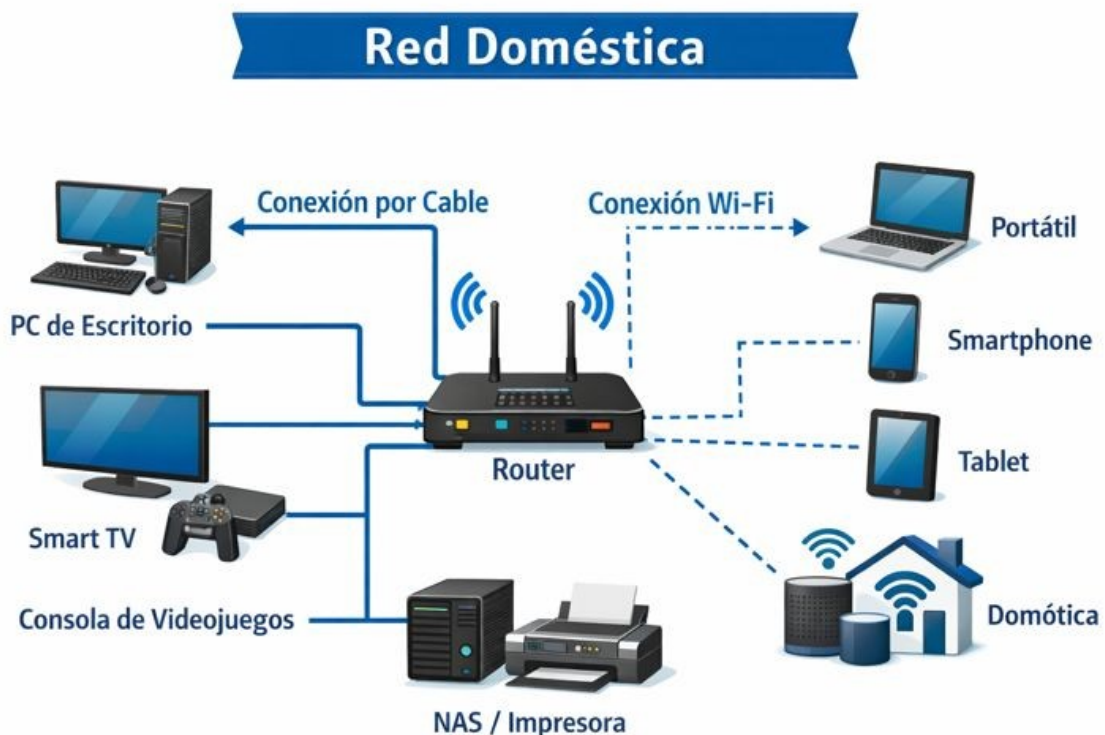 Red Doméstica
Conexión por Cable
Conexión Wi-Fi
Portátil
PC de Escritorio
Smartphone
Router
Tablet
Smart TV
Consola de Videojuegos
Domótica
NAS / Impresora